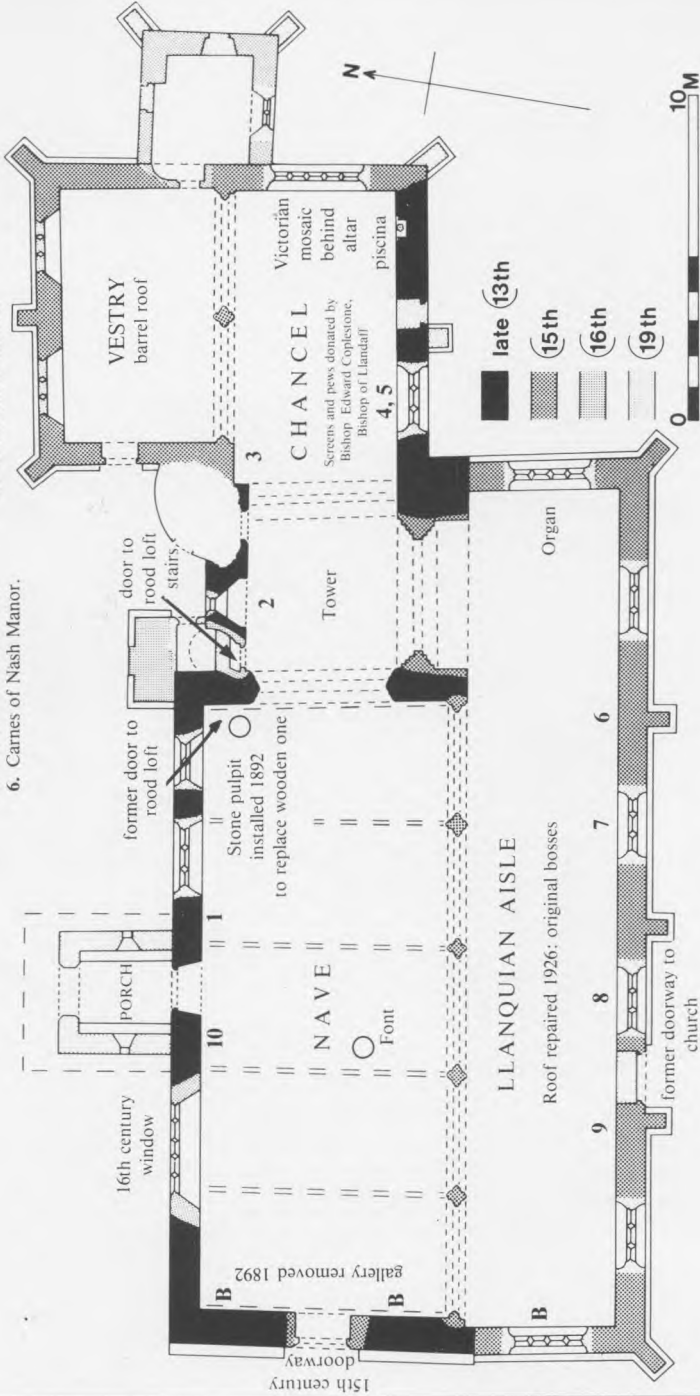 6. Carnes of Nash Manor.
VESTRY
barrel roof
door to
rood loft
stairs
former door to
rood loft
Stone pulpit
installed 1892
to replace wooden one
1
PORCH
10
16th century
window
NAVE
Font
gallery removed 1892
B
B
15th century
doorway
2
Tower
3
CHANCEL
Screens and pews donated by
Bishop Edward Coplestone,
Bishop of Llandaff
4, 5
Victorian
mosaic
behind
altar
piscina
LLANQUIAN AISLE
Roof repaired 1926: original bosses
Organ
6
7
8
9
B
former doorway to
church
N
late 13th
15th
16th
19th
0
10
M